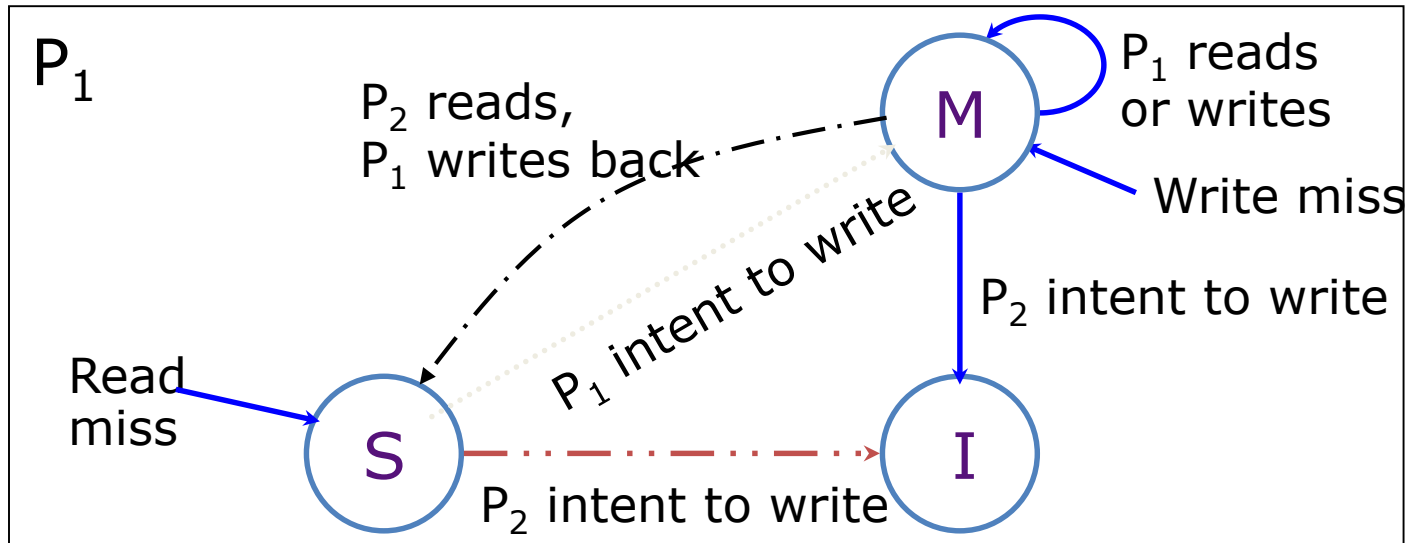 P₁
P₂ reads,
P₁ writes back
M
P₁ reads
or writes
Write miss
P₁ intent to write
P₂ intent to write
Read
miss
S
I
P₂ intent to write